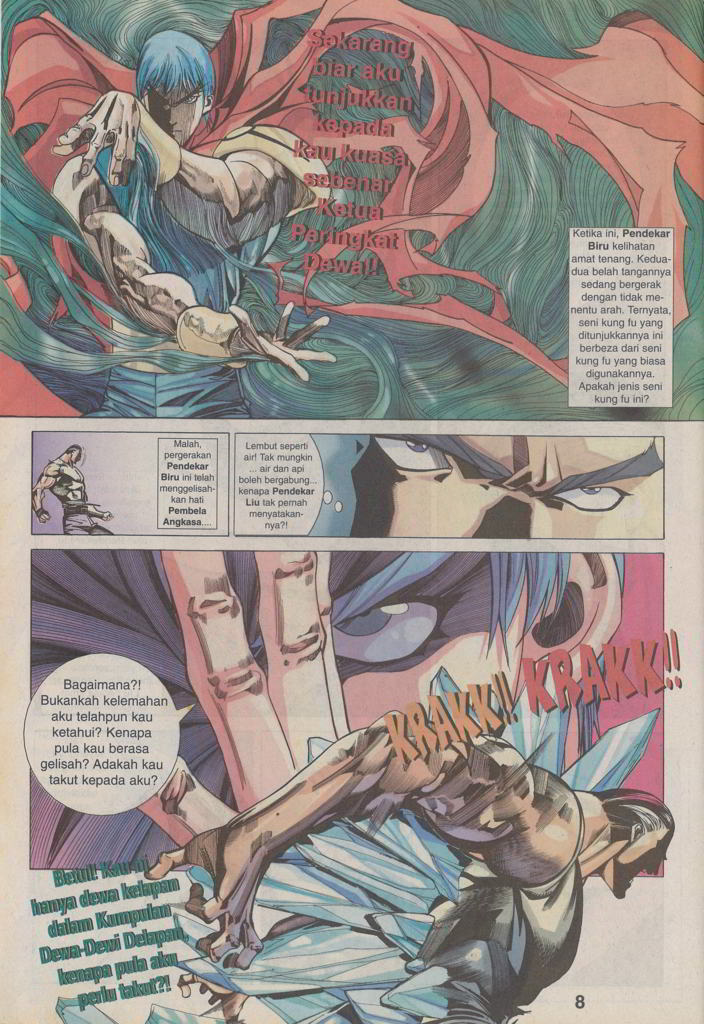 Sekarang
biar aku
tunjukkan
kepada
kau kuasa
sebenar
Ketua
Peringkat
Dewa!!
Ketika ini, Pendekar
Biru kelihatan
amat tenang. Kedua-
dua belah tangannya
sedang bergerak
dengan tidak me-
nentu arah. Ternyata,
seni kung fu yang
ditunjukkannya ini
berbeza dari seni
kung fu yang biasa
digunakannya.
Apakah jenis seni
kung fu ini?
Malah,
pergerakan
Pendekar
Biru ini telah
menggelisah-
kan hati
Pembela
Angkasa....
Lembut seperti
air! Tak mungkin
... air dan api
boleh bergabung...
kenapa Pendekar
Liu tak pernah
menyatakan-
nya?!
Bagaimana?!
Bukankah kelemahan
aku telahpun kau
ketahui? Kenapa
pula kau berasa
gelisah? Adakah kau
takut kepada aku?
KRAKK!!
KRAKK!!
Betul! Kau ni
hanya dewa kelapan
dalam Kumpulan
Dewa-Dewi Delapan,
kenapa pula aku
perlu takut?!
8